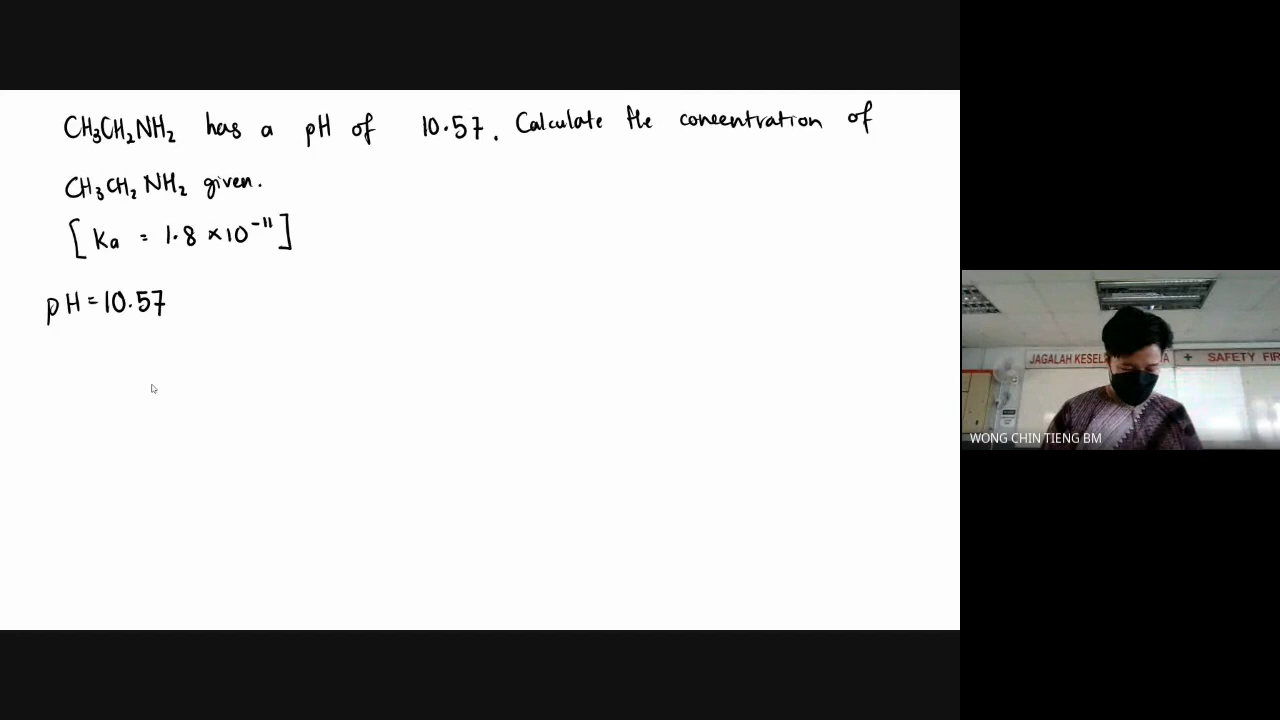 CH₃CH₂NH₂ has a pH of 10.57. Calculate the concentration of
CH₃CH₂NH₂ given.
[Ka = 1.8 × 10⁻¹¹]
pH = 10.57
JAGALAH KESEL A + SAFETY FIR
WONG CHIN TIENG BM